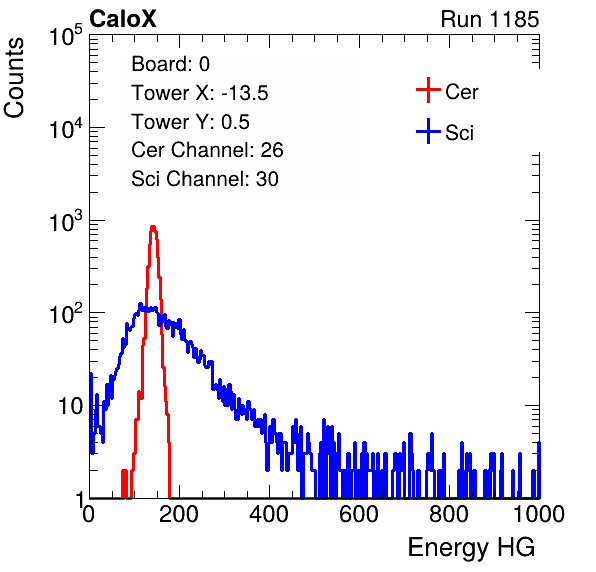 CaloX Run 1185
Counts
Board: 0
Tower X: -13.5
Tower Y: 0.5
Cer Channel: 26
Sci Channel: 30
Cer
Sci
10^5
10^4
10^3
10^2
10
1
0 200 400 600 800 1000
Energy HG